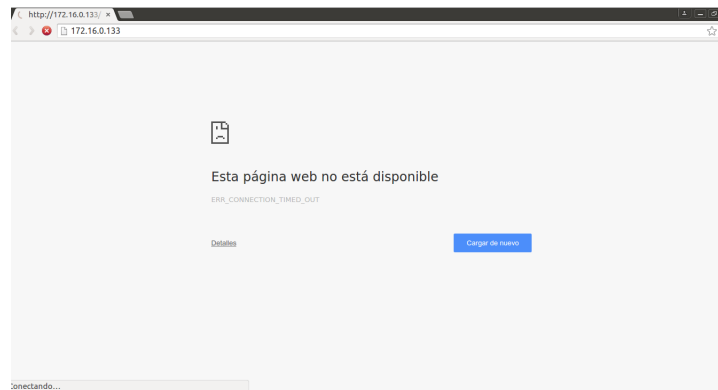 http://172.16.0.133/
172.16.0.133
Esta página web no está disponible
ERR_CONNECTION_TIMED_OUT
Detalles
Cargar de nuevo
Conectando...